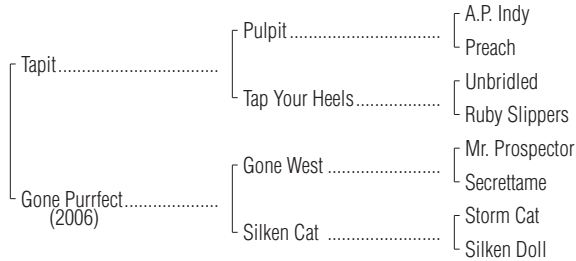 A.P. Indy
Pulpit
Preach
Tapit
Unbridled
Tap Your Heels
Ruby Slippers
Mr. Prospector
Gone West
Secrettame
Gone Purrfect
(2006)
Storm Cat
Silken Cat
Silken Doll